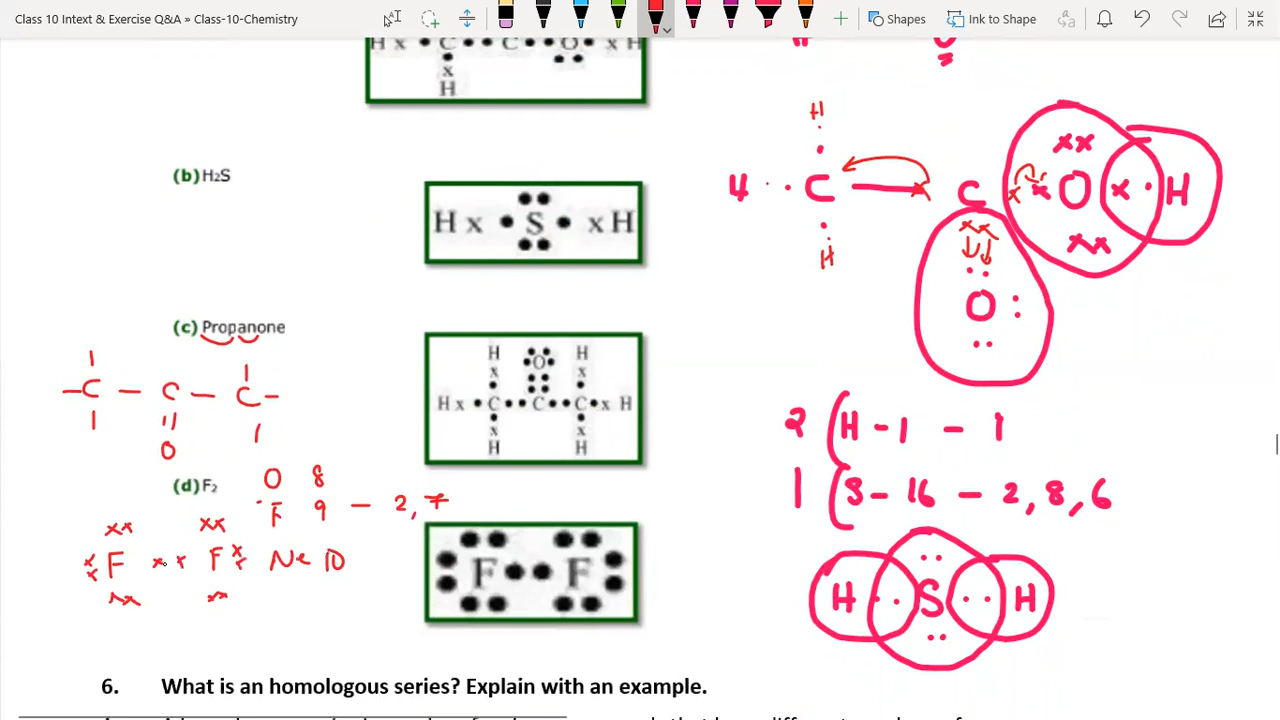 Class 10 Intext & Exercise Q&A » Class-10-Chemistry
Shapes
Ink to Shape
H x C C O x H
x
H
(b) H₂S
H x S x H
(c) Propanone
H H
x O x
H x C C C x H
x x
H H
(d) F₂
F F
6. What is an homologous series? Explain with an example.
C C C
O
O 8
F 9 - 2, 7
xx xx
F F Ne 10
H
C C O H
H
O
2 H - 1 - 1
1 S - 16 - 2, 8, 6
H S H